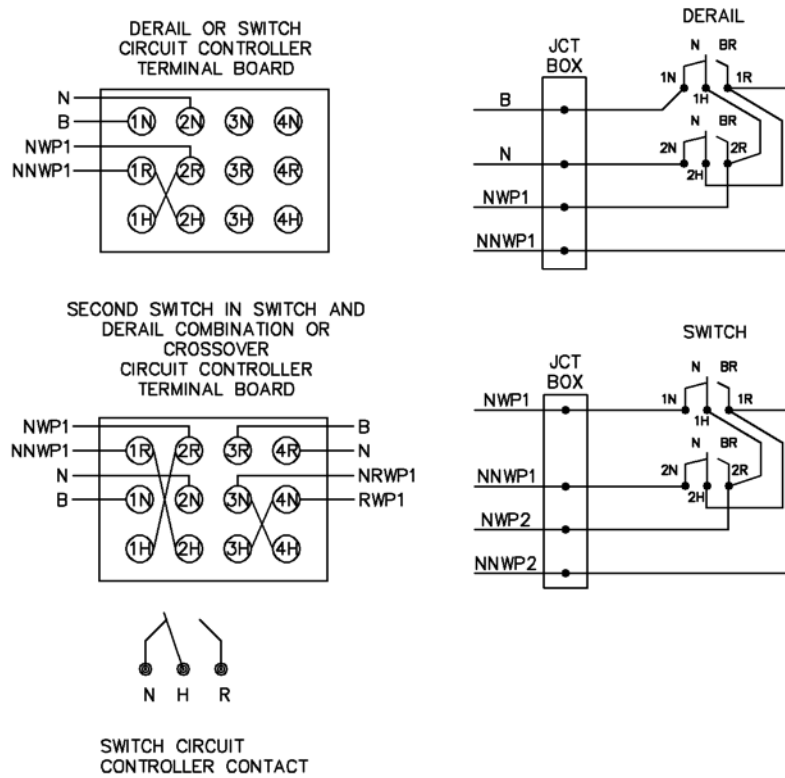 DERAIL OR SWITCH
CIRCUIT CONTROLLER
TERMINAL BOARD
N
B
NWP1
NNWP1
1N 2N 3N 4N
1R 2R 3R 4R
1H 2H 3H 4H
DERAIL
JCT
BOX
N BR
1N 1H 1R
B
N BR
2N 2H 2R
N
NWP1
NNWP1
SECOND SWITCH IN SWITCH AND
DERAIL COMBINATION OR
CROSSOVER
CIRCUIT CONTROLLER
TERMINAL BOARD
NWP1
NNWP1
N
B
1R 2R 3R 4R
1N 2N 3N 4N
1H 2H 3H 4H
B
N
NRWP1
RWP1
SWITCH
JCT
BOX
N BR
NWP1
1N 1H 1R
N BR
2N 2H 2R
NNWP1
NWP2
NNWP2
N H R
SWITCH CIRCUIT
CONTROLLER CONTACT